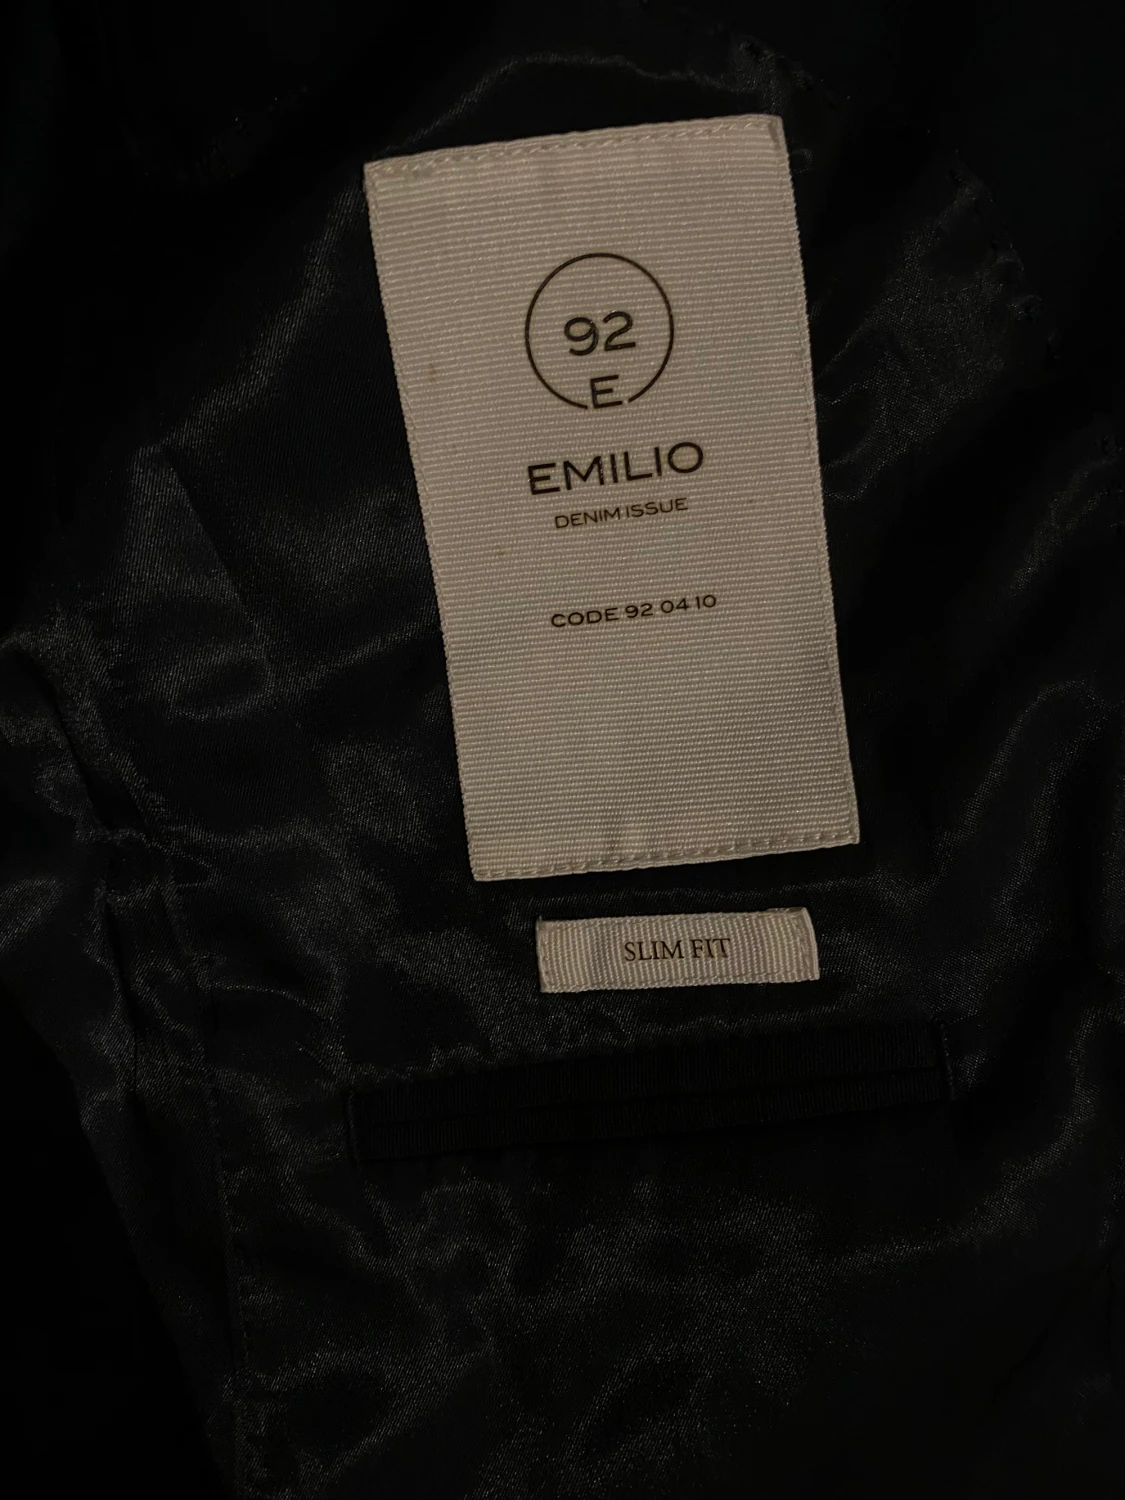 92
E
EMILIO
DENIM ISSUE
CODE 92 04 10
SLIM FIT